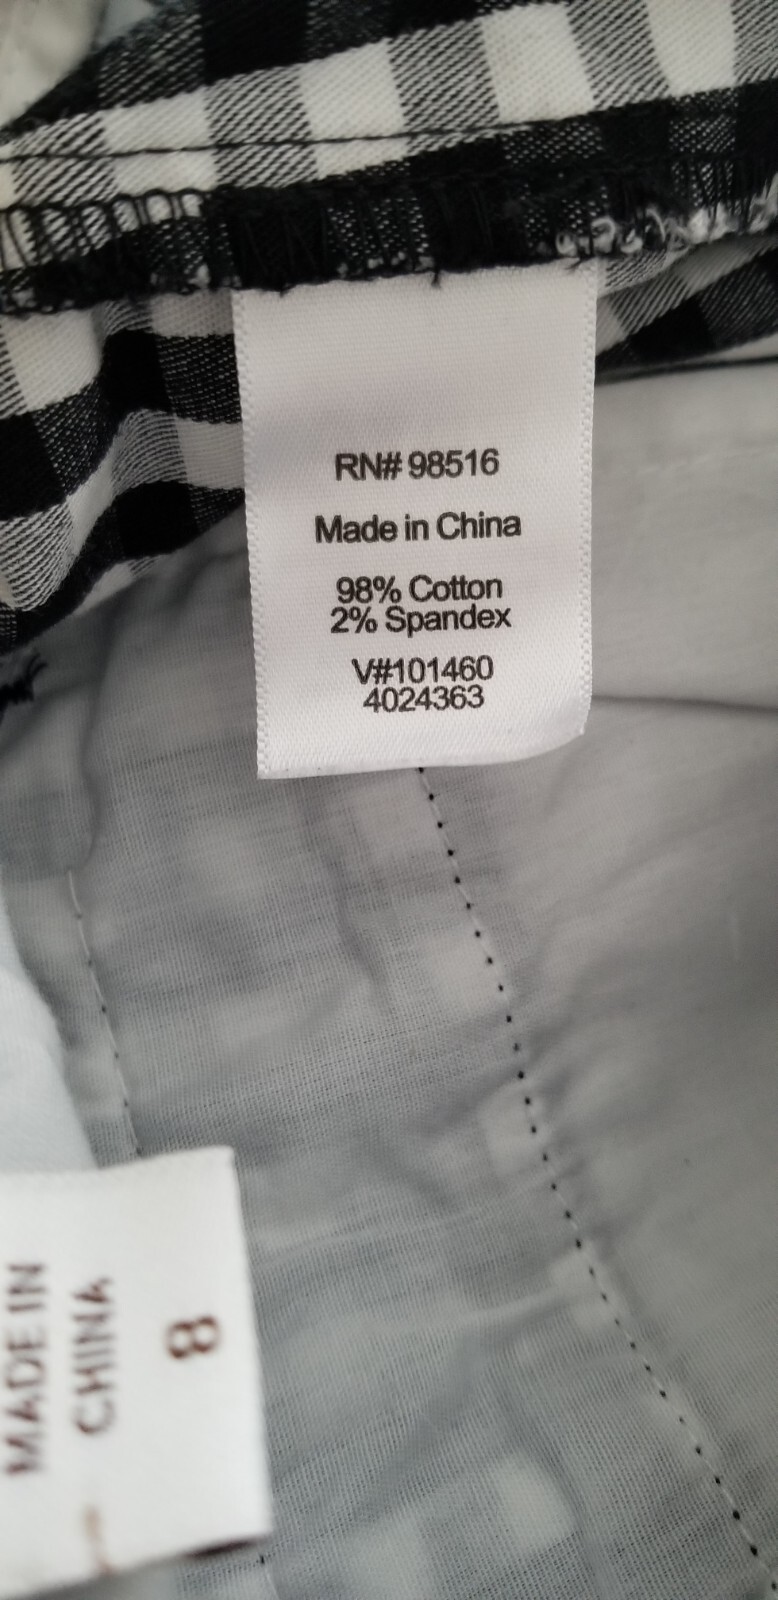 RN# 98516
Made in China
98% Cotton
2% Spandex
V#101460
4024363
MADE IN
CHINA
8